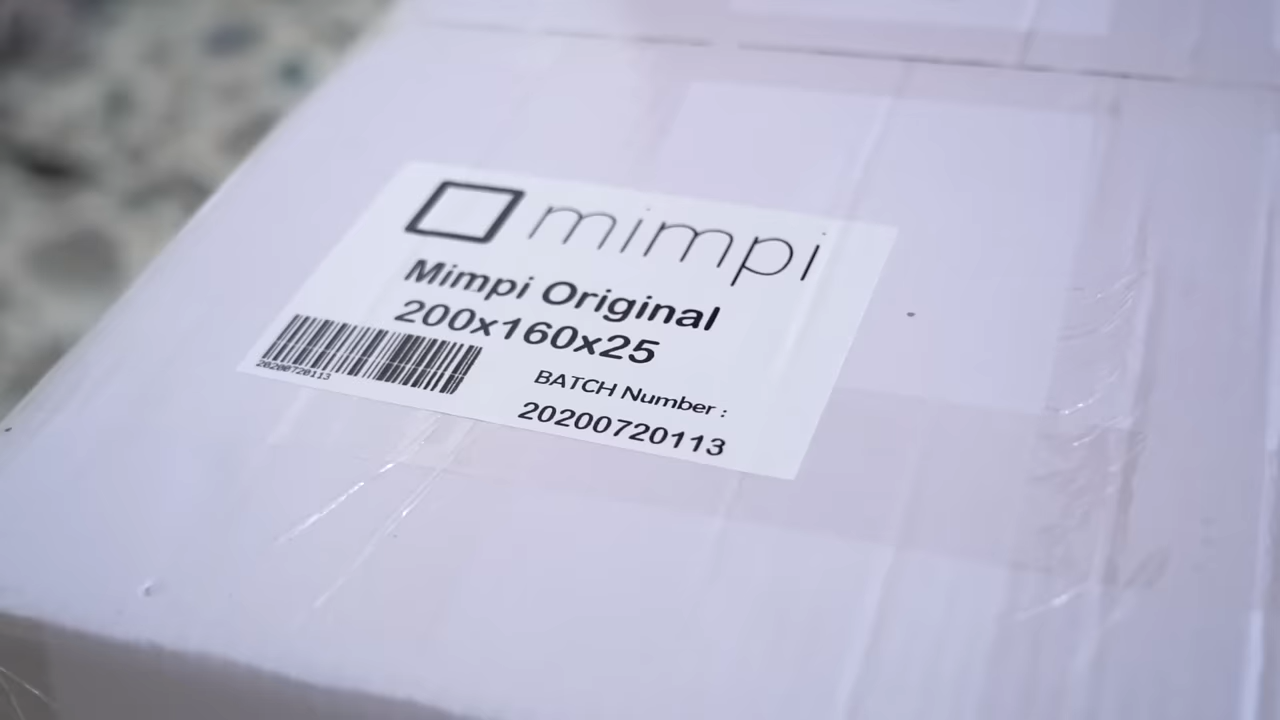 mimpi
Mimpi Original
200x160x25
20200720113
BATCH Number :
20200720113